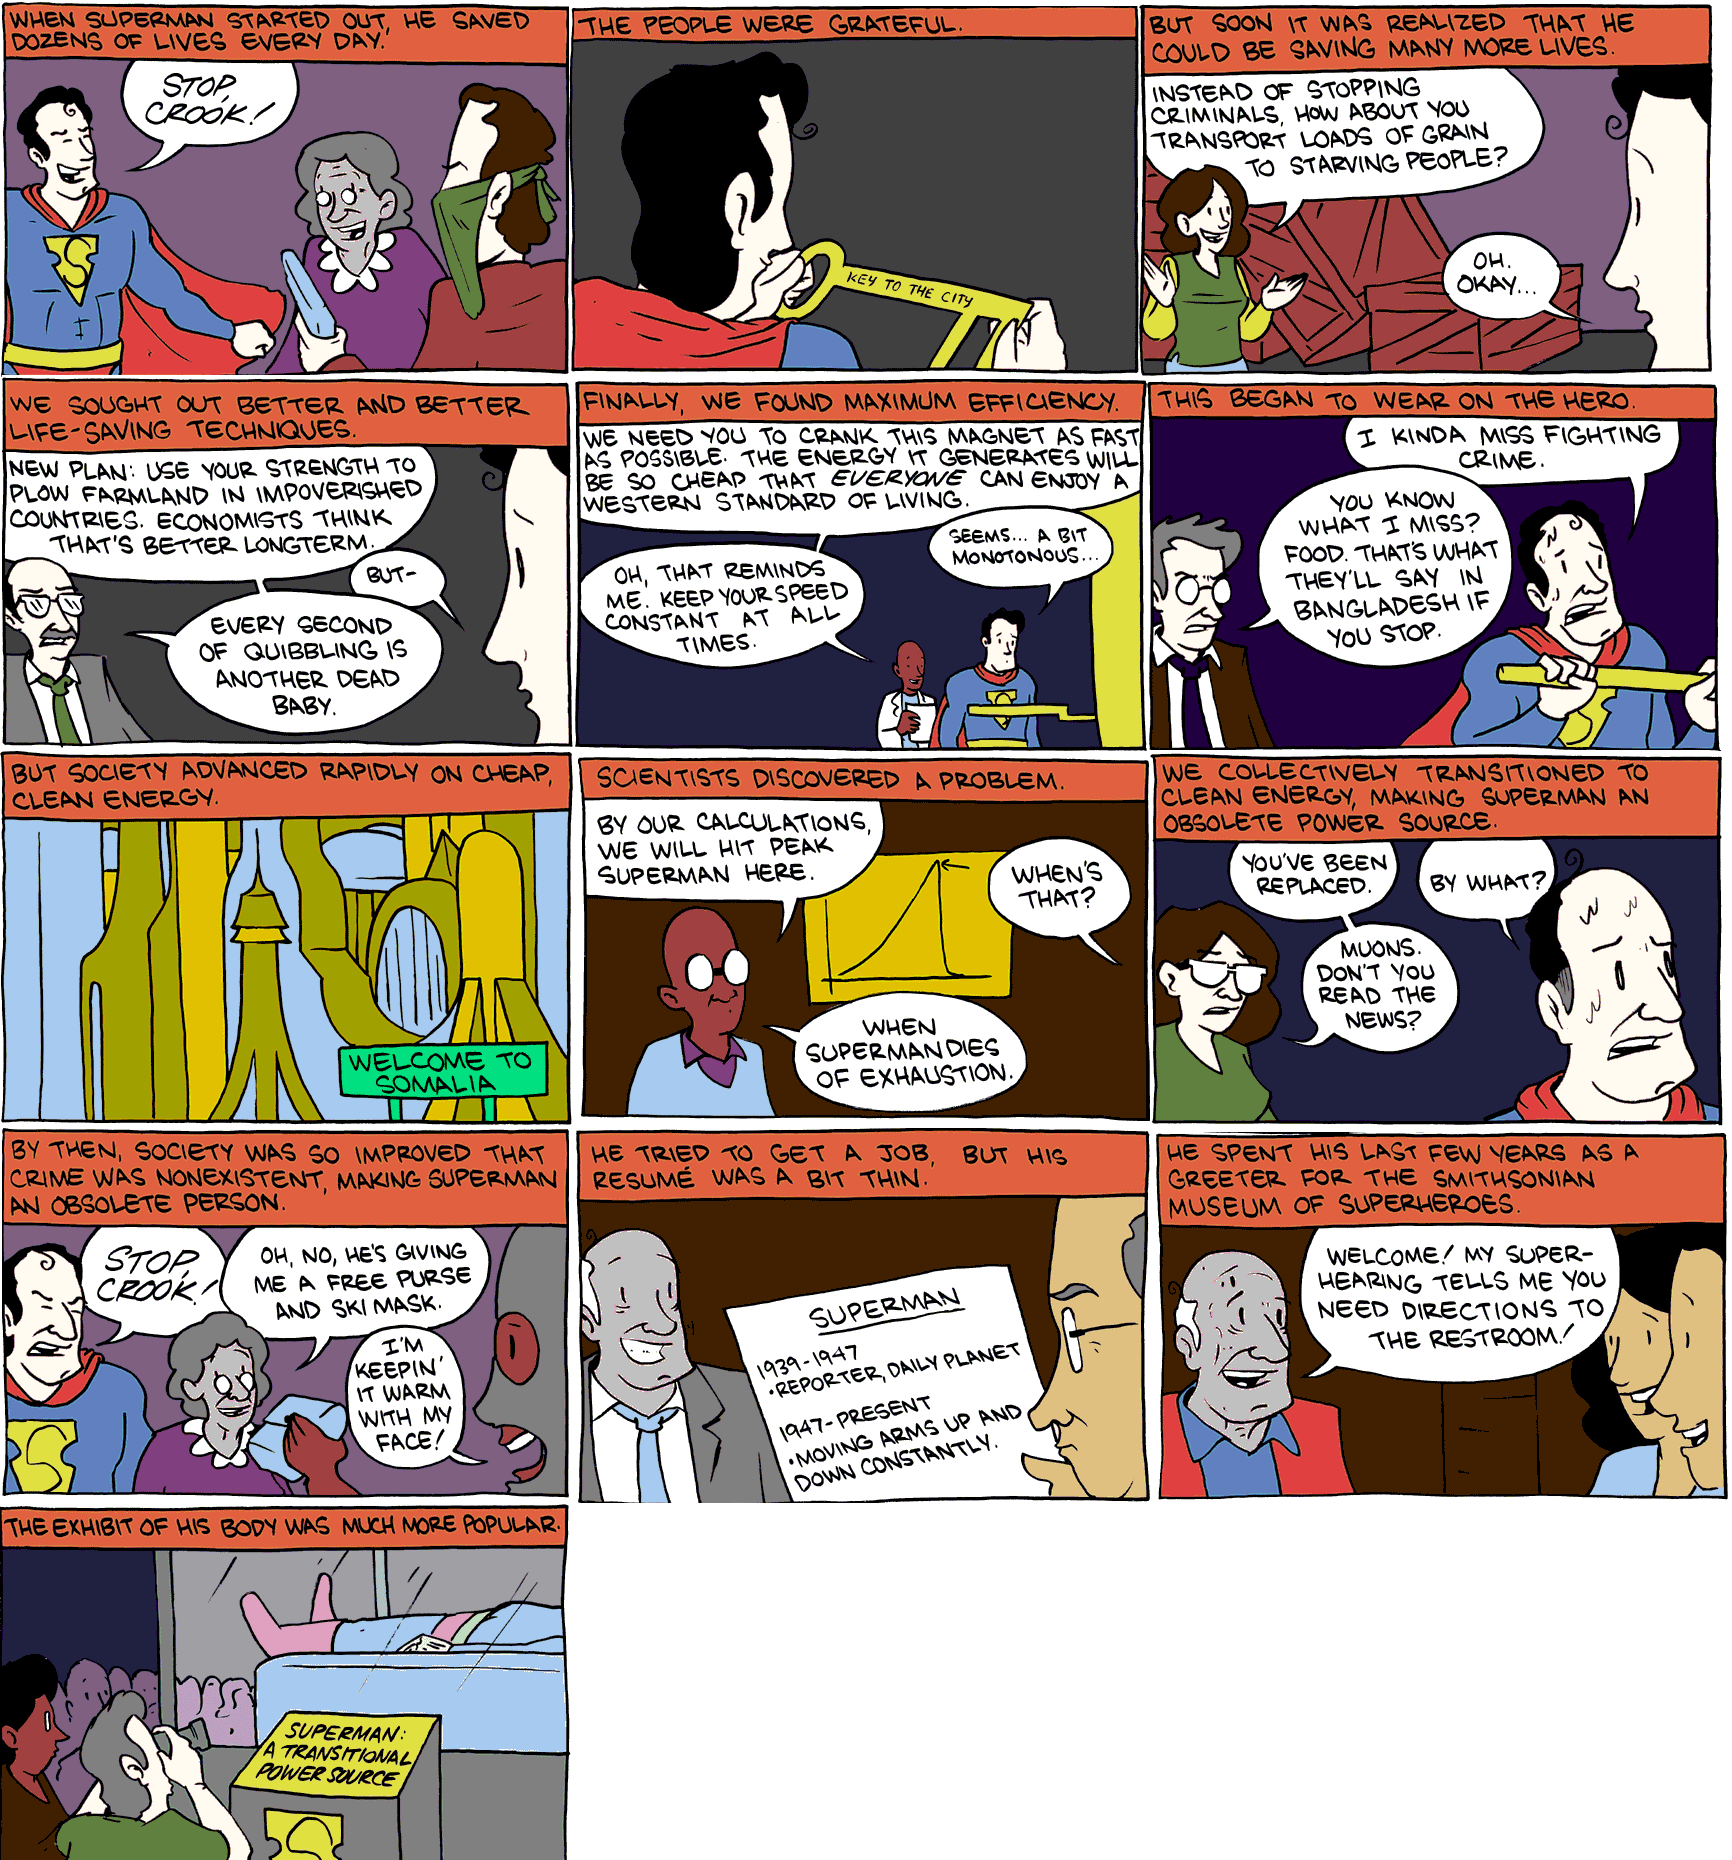 WHEN SUPERMAN STARTED OUT, HE SAVED
DOZENS OF LIVES EVERY DAY.
STOP,
CROOK!
S
THE PEOPLE WERE GRATEFUL.
KEY TO THE CITY
BUT SOON IT WAS REALIZED THAT HE
COULD BE SAVING MANY MORE LIVES.
INSTEAD OF STOPPING
CRIMINALS, HOW ABOUT YOU
TRANSPORT LOADS OF GRAIN
TO STARVING PEOPLE?
OH.
OKAY...
WE SOUGHT OUT BETTER AND BETTER
LIFE-SAVING TECHNIQUES.
NEW PLAN: USE YOUR STRENGTH TO
PLOW FARMLAND IN IMPOVERISHED
COUNTRIES. ECONOMISTS THINK
THAT'S BETTER LONGTERM.
BUT-
EVERY SECOND
OF QUIBBLING IS
ANOTHER DEAD
BABY.
FINALLY, WE FOUND MAXIMUM EFFICIENCY.
WE NEED YOU TO CRANK THIS MAGNET AS FAST
AS POSSIBLE. THE ENERGY IT GENERATES WILL
BE SO CHEAP THAT EVERYONE CAN ENJOY A
WESTERN STANDARD OF LIVING.
SEEMS... A BIT
MONOTONOUS...
OH, THAT REMINDS
ME. KEEP YOUR SPEED
CONSTANT AT ALL
TIMES.
S
THIS BEGAN TO WEAR ON THE HERO.
I KINDA MISS FIGHTING
CRIME.
YOU KNOW
WHAT I MISS?
FOOD. THAT'S WHAT
THEY'LL SAY IN
BANGLADESH IF
YOU STOP.
BUT SOCIETY ADVANCED RAPIDLY ON CHEAP,
CLEAN ENERGY.
WELCOME TO
SOMALIA
SCIENTISTS DISCOVERED A PROBLEM.
BY OUR CALCULATIONS,
WE WILL HIT PEAK
SUPERMAN HERE.
WHEN'S
THAT?
WHEN
SUPERMAN DIES
OF EXHAUSTION.
WE COLLECTIVELY TRANSITIONED TO
CLEAN ENERGY, MAKING SUPERMAN AN
OBSOLETE POWER SOURCE.
YOU'VE BEEN
REPLACED.
BY WHAT?
MUONS.
DON'T YOU
READ THE
NEWS?
BY THEN, SOCIETY WAS SO IMPROVED THAT
CRIME WAS NONEXISTENT, MAKING SUPERMAN
AN OBSOLETE PERSON.
STOP,
CROOK!
OH, NO, HE'S GIVING
ME A FREE PURSE
AND SKI MASK.
I'M
KEEPIN'
IT WARM
WITH MY
FACE!
S
HE TRIED TO GET A JOB, BUT HIS
RESUMÉ WAS A BIT THIN.
SUPERMAN
1939-1947
•REPORTER, DAILY PLANET
1947-PRESENT
•MOVING ARMS UP AND
DOWN CONSTANTLY.
HE SPENT HIS LAST FEW YEARS AS A
GREETER FOR THE SMITHSONIAN
MUSEUM OF SUPERHEROES.
WELCOME! MY SUPER-
HEARING TELLS ME YOU
NEED DIRECTIONS TO
THE RESTROOM!
THE EXHIBIT OF HIS BODY WAS MUCH MORE POPULAR.
SUPERMAN:
A TRANSITIONAL
POWER SOURCE
S